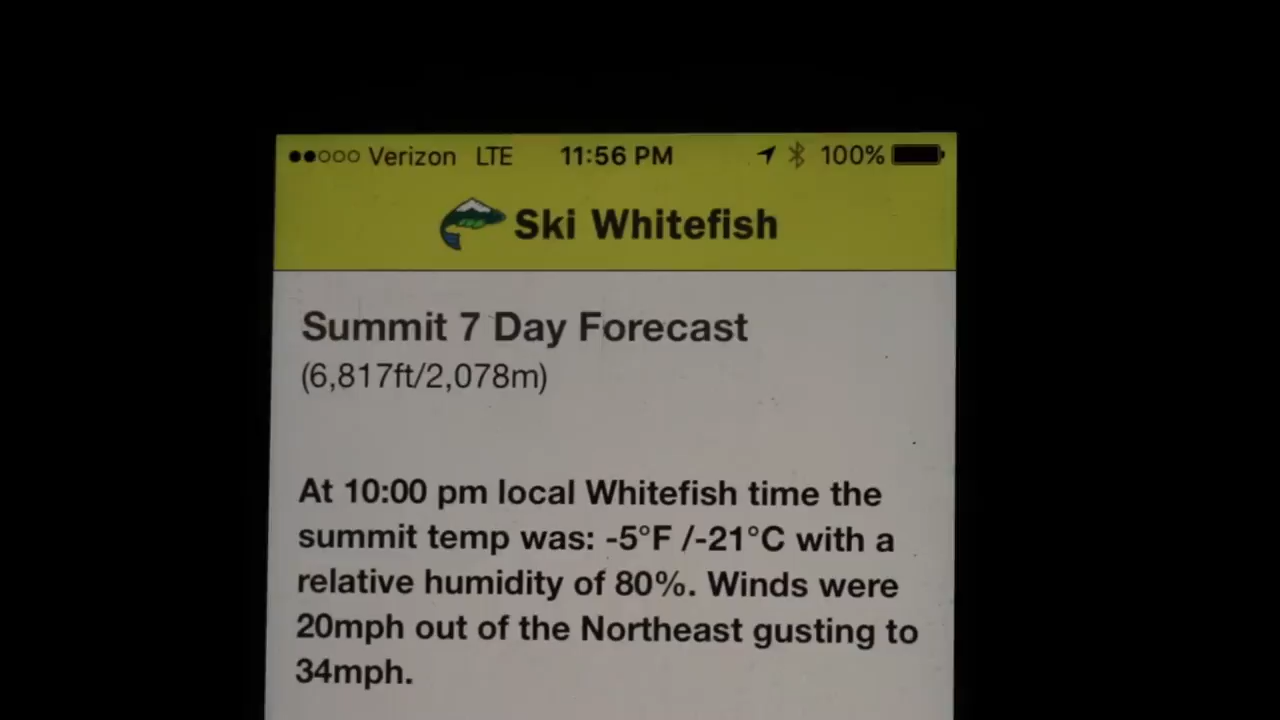 ●●○○○ Verizon LTE 11:56 PM 100%
Ski Whitefish
Summit 7 Day Forecast
(6,817ft/2,078m)
At 10:00 pm local Whitefish time the
summit temp was: -5°F /-21°C with a
relative humidity of 80%. Winds were
20mph out of the Northeast gusting to
34mph.